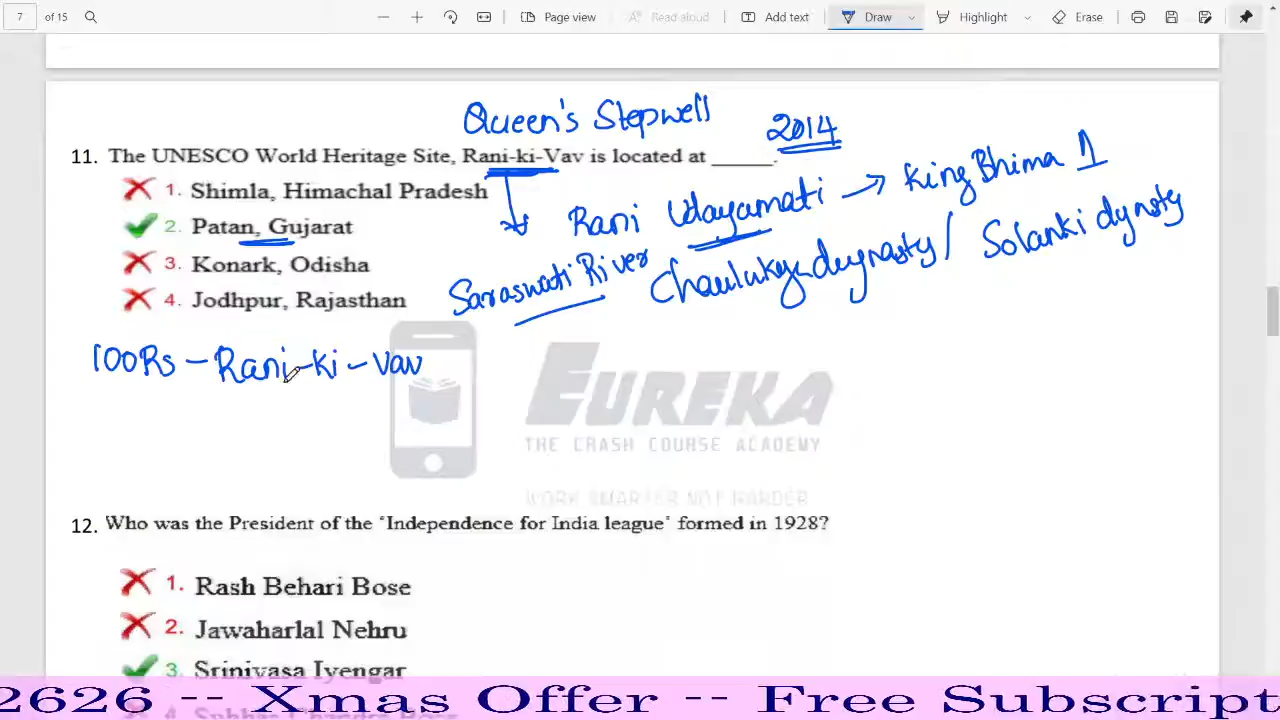 7 of 15 Page view Read aloud Add text Draw Highlight Erase
Queen's Stepwell
2014
11. The UNESCO World Heritage Site, Rani-ki-Vav is located at _____.
1. Shimla, Himachal Pradesh
Rani Udayamati → King Bhima 1
2. Patan, Gujarat
Saraswati River Chaulukya dynasty / Solanki dynsty
3. Konark, Odisha
4. Jodhpur, Rajasthan
100Rs - Rani-ki-Vav
EUREKA
THE CRASH COURSE ACADEMY
WORK SMARTER NOT HARDER
12. Who was the President of the 'Independence for India league' formed in 1928?
1. Rash Behari Bose
2. Jawaharlal Nehru
3. Srinivasa Iyengar
2626 -- Xmas Offer -- Free Subscript